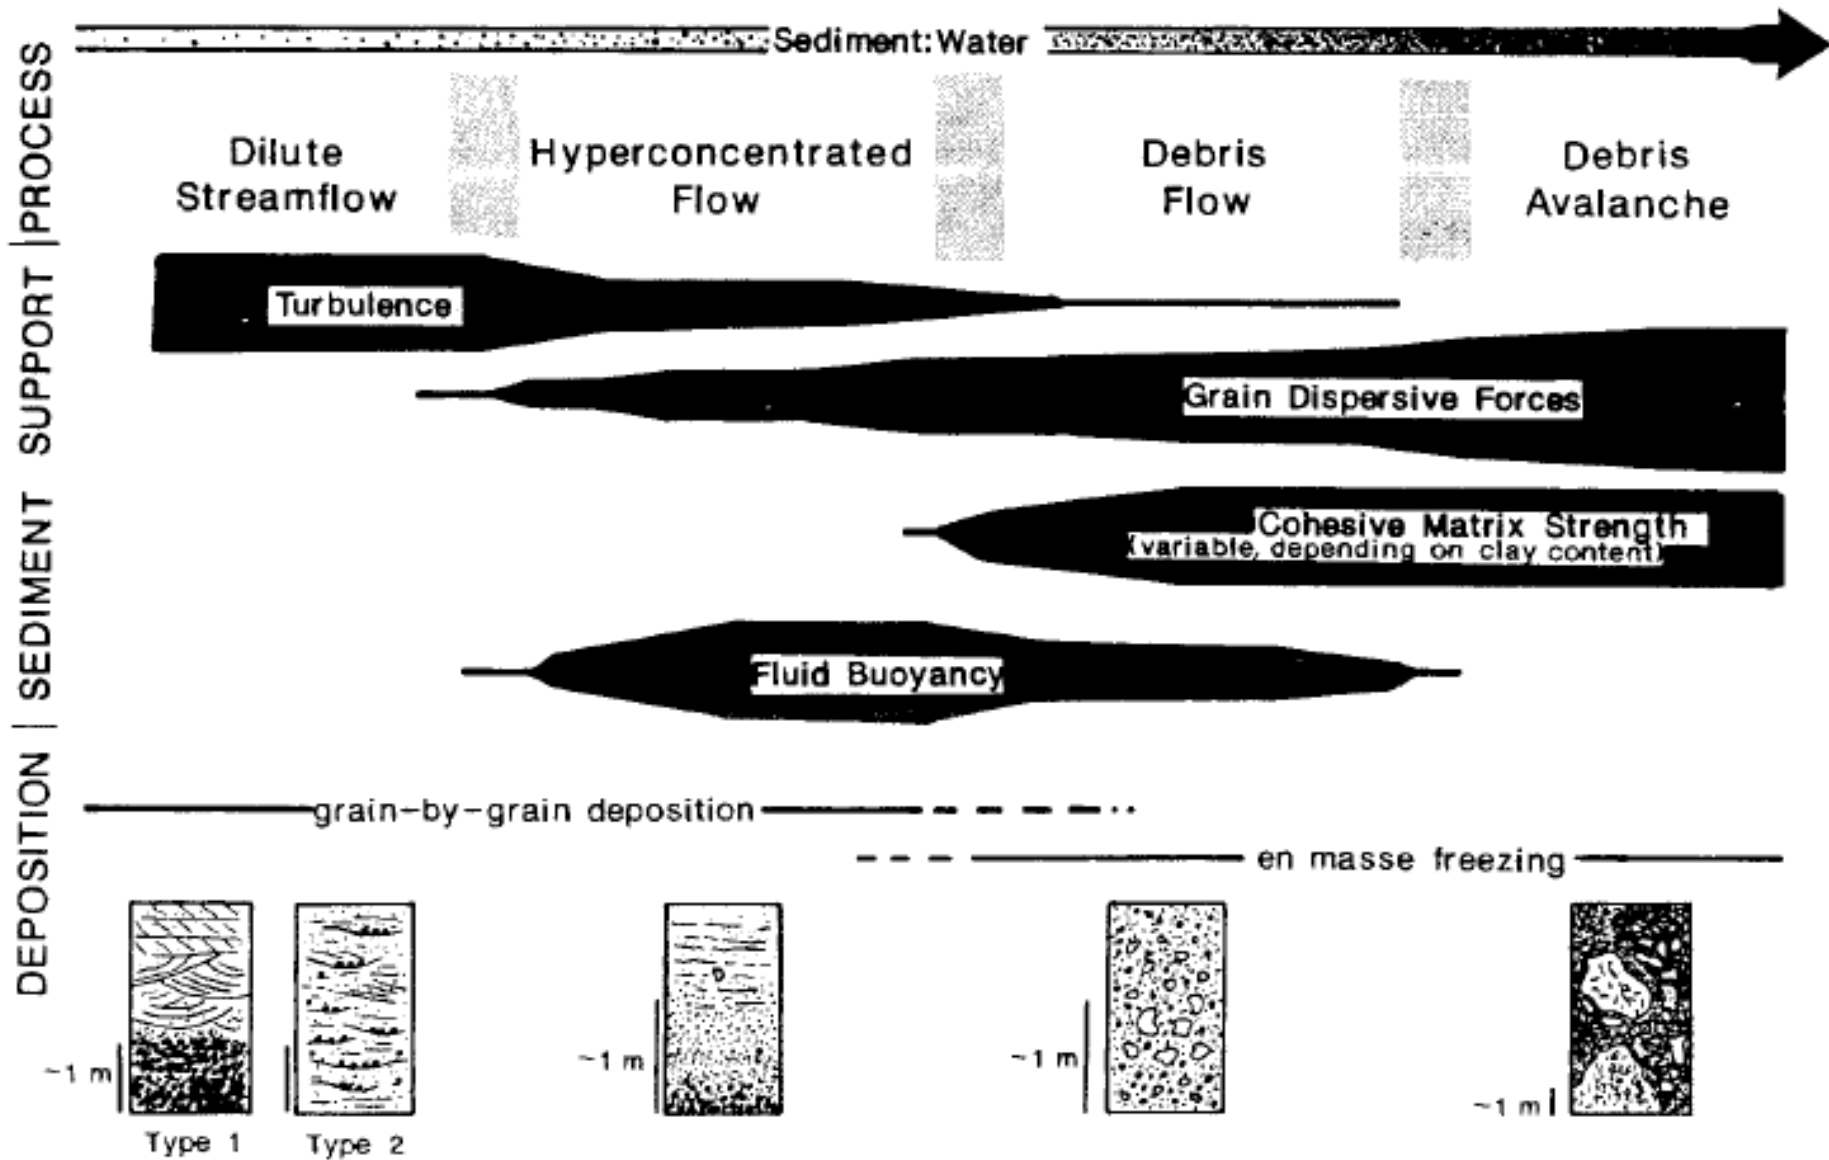 Sediment:Water
PROCESS
Dilute
Streamflow
Hyperconcentrated
Flow
Debris
Flow
Debris
Avalanche
SEDIMENT SUPPORT
Turbulence
Grain Dispersive Forces
Cohesive Matrix Strength
(variable, depending on clay content)
Fluid Buoyancy
DEPOSITION
grain-by-grain deposition
en masse freezing
~1 m
~1 m
~1 m
~1 m
Type 1
Type 2